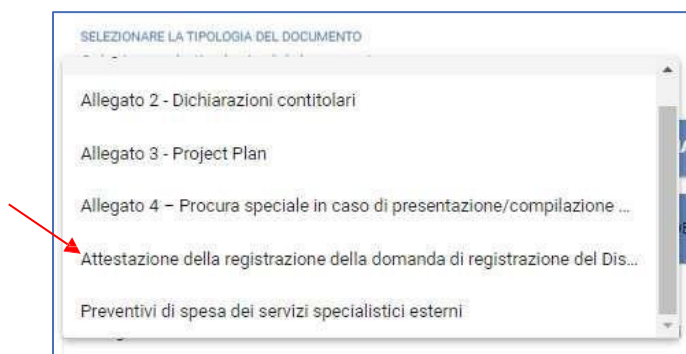 SELEZIONARE LA TIPOLOGIA DEL DOCUMENTO
Allegato 2 - Dichiarazioni contitolari
Allegato 3 - Project Plan
Allegato 4 – Procura speciale in caso di presentazione/compilazione ...
Attestazione della registrazione della domanda di registrazione del Dis...
Preventivi di spesa dei servizi specialistici esterni